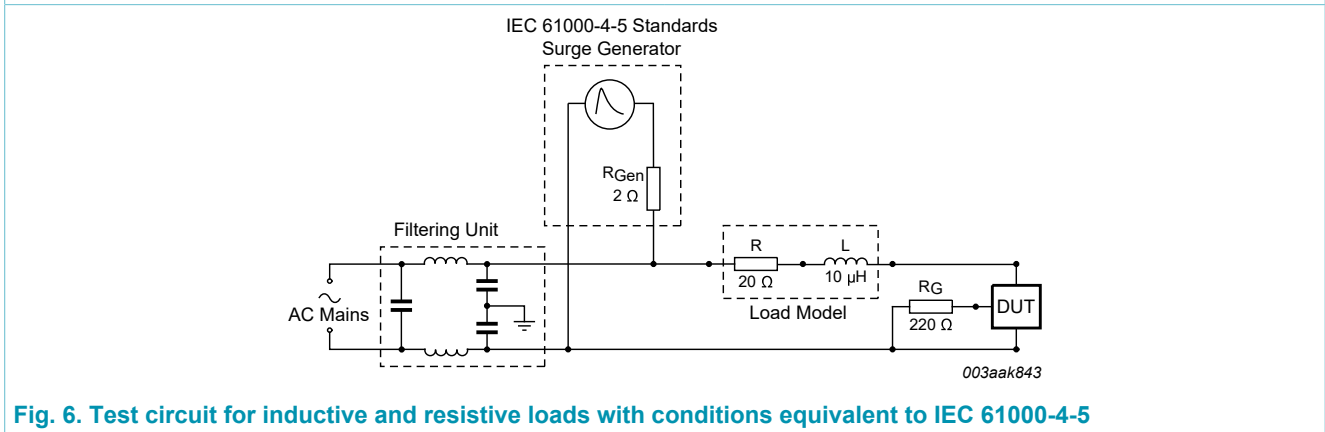 IEC 61000-4-5 Standards
Surge Generator
RGen
2 Ω
Filtering Unit
AC Mains
R
20 Ω
L
10 μH
Load Model
RG
220 Ω
DUT
003aak843
Fig. 6. Test circuit for inductive and resistive loads with conditions equivalent to IEC 61000-4-5